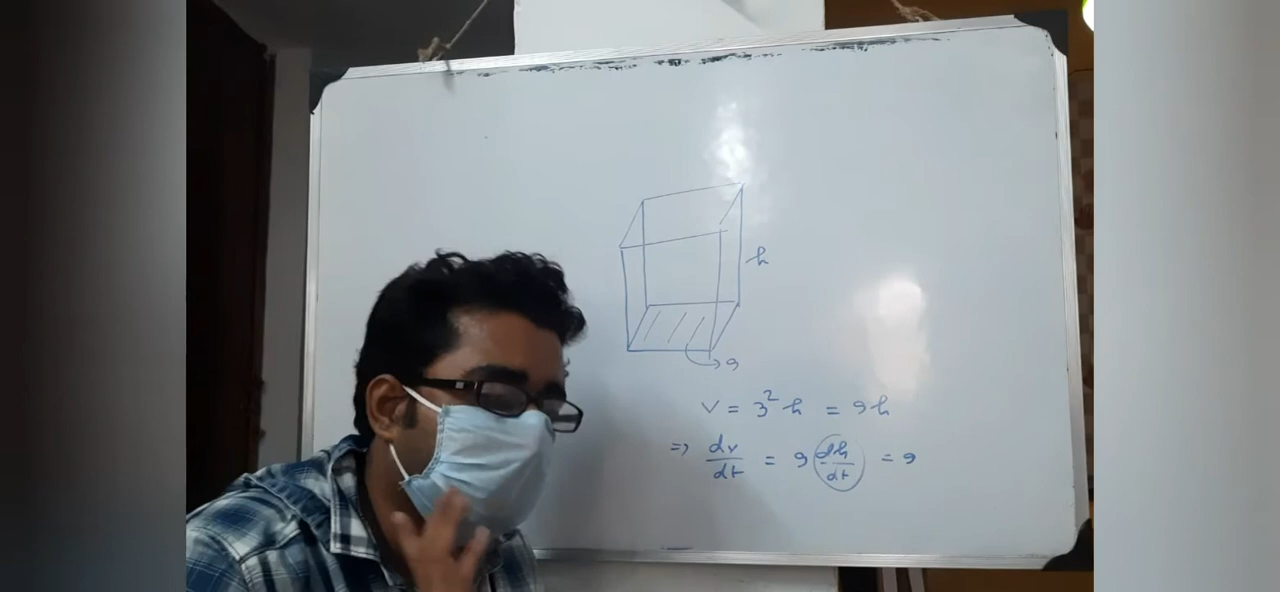 h
9
V = 3² h = 9h
=> dv/dt = 9 dh/dt = 9